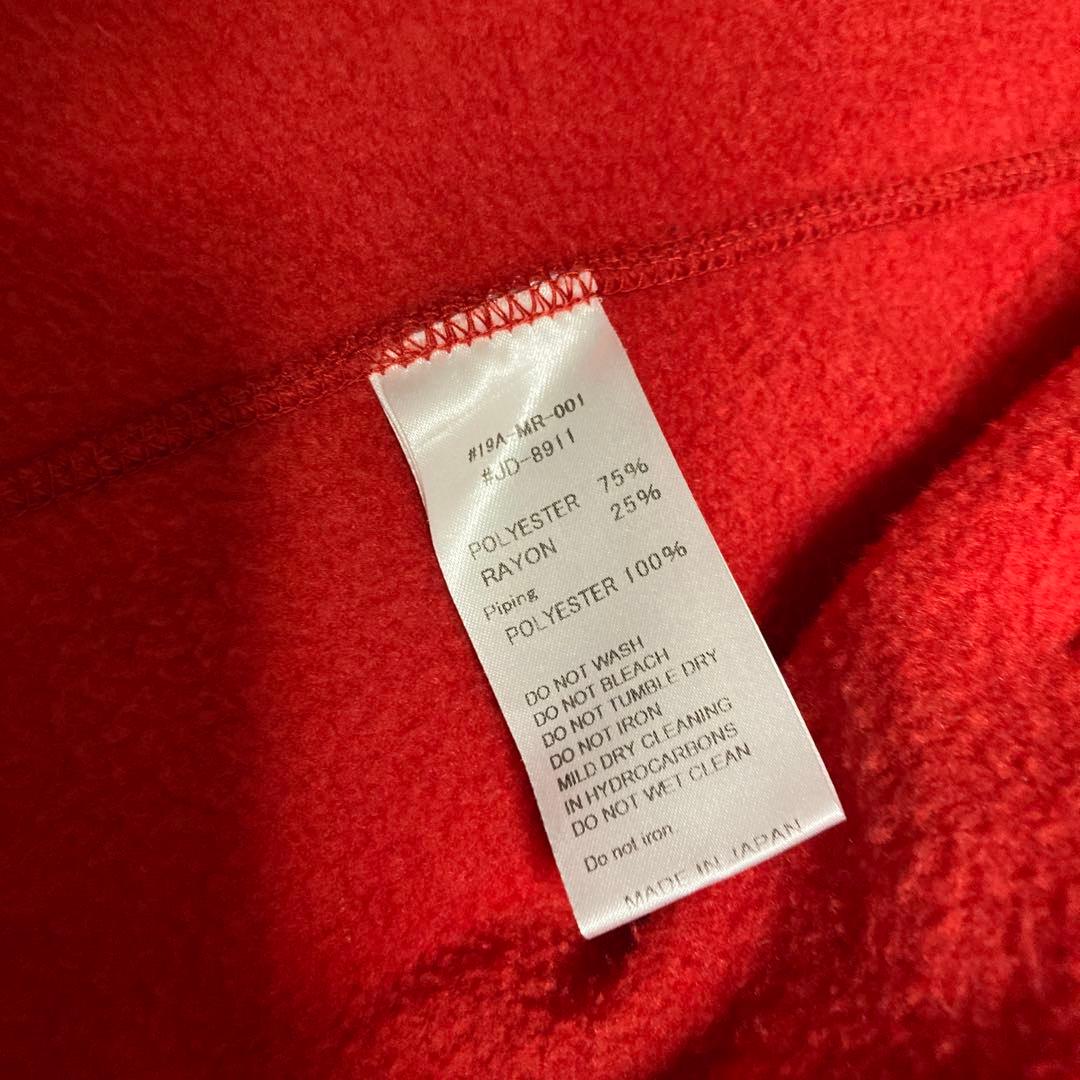 #19A-MR-001
#JD-8911
POLYESTER 75%
RAYON 25%
Piping
POLYESTER 100%
DO NOT WASH
DO NOT BLEACH
DO NOT TUMBLE DRY
DO NOT IRON
MILD DRY CLEANING
IN HYDROCARBONS
DO NOT WET CLEAN
Do not iron
MADE IN JAPAN